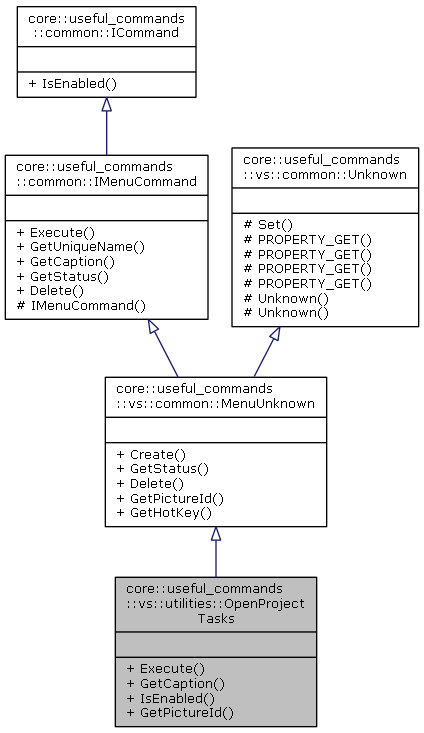 core::useful_commands
::common::ICommand
+ IsEnabled()
core::useful_commands
::common::IMenuCommand
+ Execute()
+ GetUniqueName()
+ GetCaption()
+ GetStatus()
+ Delete()
# IMenuCommand()
core::useful_commands
::vs::common::Unknown
# Set()
# PROPERTY_GET()
# PROPERTY_GET()
# PROPERTY_GET()
# PROPERTY_GET()
# Unknown()
# Unknown()
core::useful_commands
::vs::common::MenuUnknown
+ Create()
+ GetStatus()
+ Delete()
+ GetPictureId()
+ GetHotKey()
core::useful_commands
::vs::utilities::OpenProject
Tasks
+ Execute()
+ GetCaption()
+ IsEnabled()
+ GetPictureId()